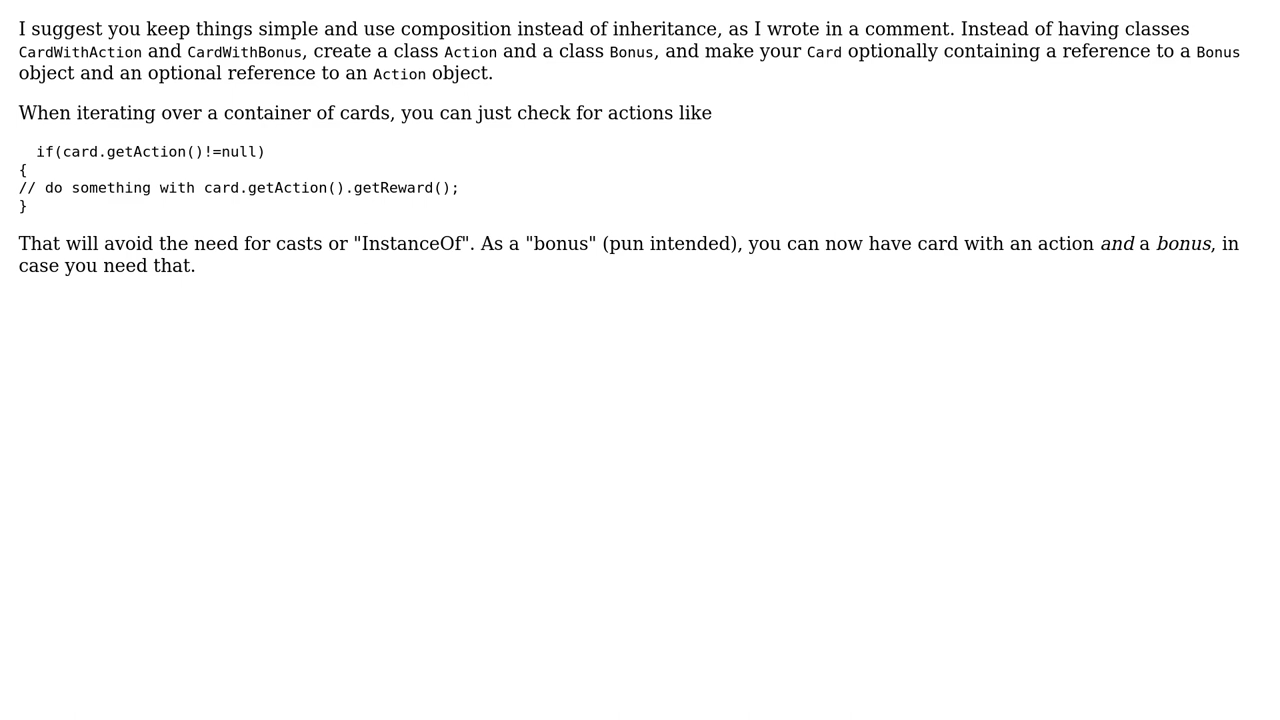 I suggest you keep things simple and use composition instead of inheritance, as I wrote in a comment. Instead of having classes
CardWithAction and CardWithBonus, create a class Action and a class Bonus, and make your Card optionally containing a reference to a Bonus
object and an optional reference to an Action object.
When iterating over a container of cards, you can just check for actions like
  if(card.getAction()!=null)
{
// do something with card.getAction().getReward();
}
That will avoid the need for casts or "InstanceOf". As a "bonus" (pun intended), you can now have card with an action and a bonus, in
case you need that.